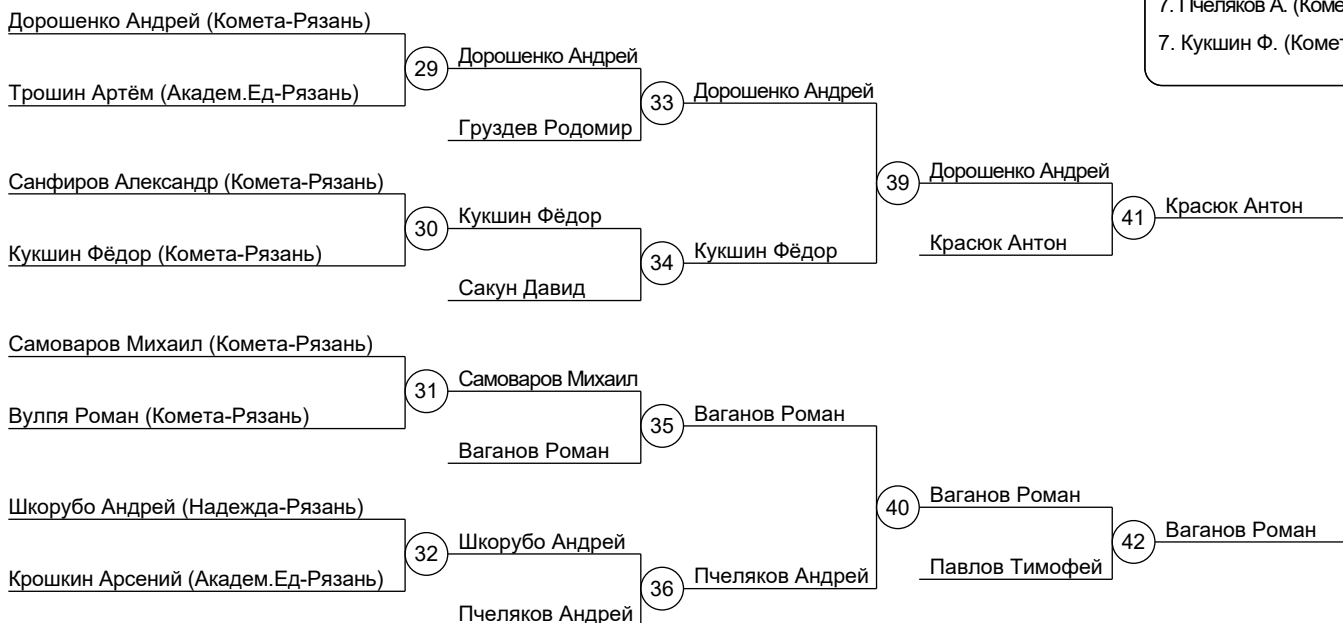 7. Пчеляков А.
7. Кукшин Ф.
Дорошенко Андрей (Комета-Рязань)
29
Дорошенко Андрей
Трошин Артём (Академ.Ед-Рязань)
33
Дорошенко Андрей
Груздев Родомир
Санфиров Александр (Комета-Рязань)
39
Дорошенко Андрей
30
Кукшин Фёдор
41
Красюк Антон
Кукшин Фёдор (Комета-Рязань)
34
Кукшин Фёдор
Красюк Антон
Сакун Давид
Самоваров Михаил (Комета-Рязань)
31
Самоваров Михаил
Вулпя Роман (Комета-Рязань)
35
Ваганов Роман
Ваганов Роман
Шкорубо Андрей (Надежда-Рязань)
40
Ваганов Роман
32
Шкорубо Андрей
42
Ваганов Роман
Крошкин Арсений (Академ.Ед-Рязань)
36
Пчеляков Андрей
Павлов Тимофей
Пчеляков Андрей